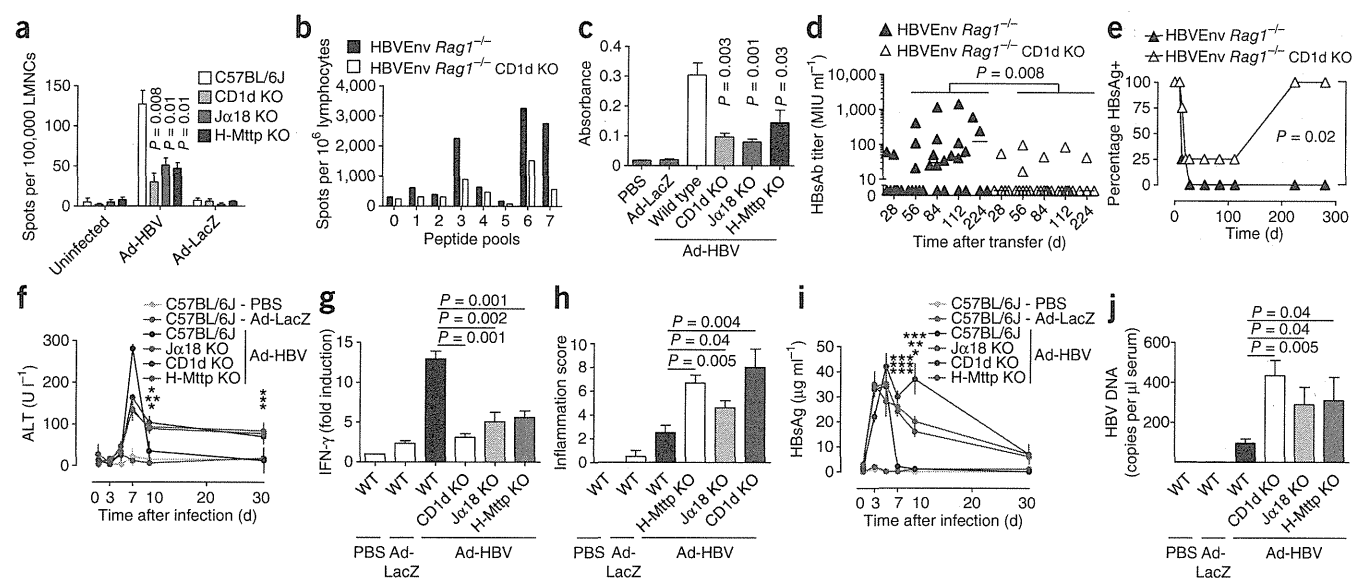 a
C57BL/6J
CD1d KO
Jα18 KO
H-Mttp KO
P = 0.008
P = 0.01
P = 0.01
Spots per 100,000 LMNCs
150
100
50
0
Uninfected
Ad-HBV
Ad-LacZ
b
HBVEnv Rag1–/–
HBVEnv Rag1–/– CD1d KO
Spots per 10⁶ lymphocytes
4,000
3,000
2,000
1,000
0
0 1 2 3 4 5 6 7
Peptide pools
c
Absorbance
0.4
0.3
0.2
0.1
0
P = 0.003
P = 0.001
P = 0.03
PBS
Ad-LacZ
Wild type
CD1d KO
Jα18 KO
H-Mttp KO
Ad-HBV
d
HBVEnv Rag1–/–
HBVEnv Rag1–/– CD1d KO
P = 0.008
HBsAb titer (MIU ml–1)
10,000
1,000
100
10
0
28 56 84 112 224 28 56 84 112 224
Time after transfer (d)
e
HBVEnv Rag1–/–
HBVEnv Rag1–/– CD1d KO
Percentage HBsAg+
100
75
50
25
0
P = 0.02
0 100 200 300
Time (d)
f
C57BL/6J - PBS
C57BL/6J - Ad-LacZ
C57BL/6J
Jα18 KO
CD1d KO
H-Mttp KO
Ad-HBV
ALT (U l–1)
300
200
100
0
***
***
0 3 7 10 20 30
Time after infection (d)
g
P = 0.001
P = 0.002
P = 0.001
IFN-γ (fold induction)
15
10
5
0
WT
WT
WT
CD1d KO
Jα18 KO
H-Mttp KO
PBS
Ad-LacZ
Ad-HBV
h
P = 0.004
P = 0.04
P = 0.005
Inflammation score
10
8
6
4
2
0
WT
WT
WT
H-Mttp KO
Jα18 KO
CD1d KO
PBS
Ad-LacZ
Ad-HBV
i
C57BL/6J - PBS
C57BL/6J - Ad-LacZ
C57BL/6J
Jα18 KO
CD1d KO
H-Mttp KO
Ad-HBV
HBsAg (μg ml–1)
50
40
30
20
10
0
0 3 7 10 20 30
Time after infection (d)
j
P = 0.04
P = 0.04
P = 0.005
HBV DNA
(copies per μl serum)
600
400
200
WT
WT
WT
CD1d KO
Jα18 KO
H-Mttp KO
PBS
Ad-
LacZ
Ad-HBV